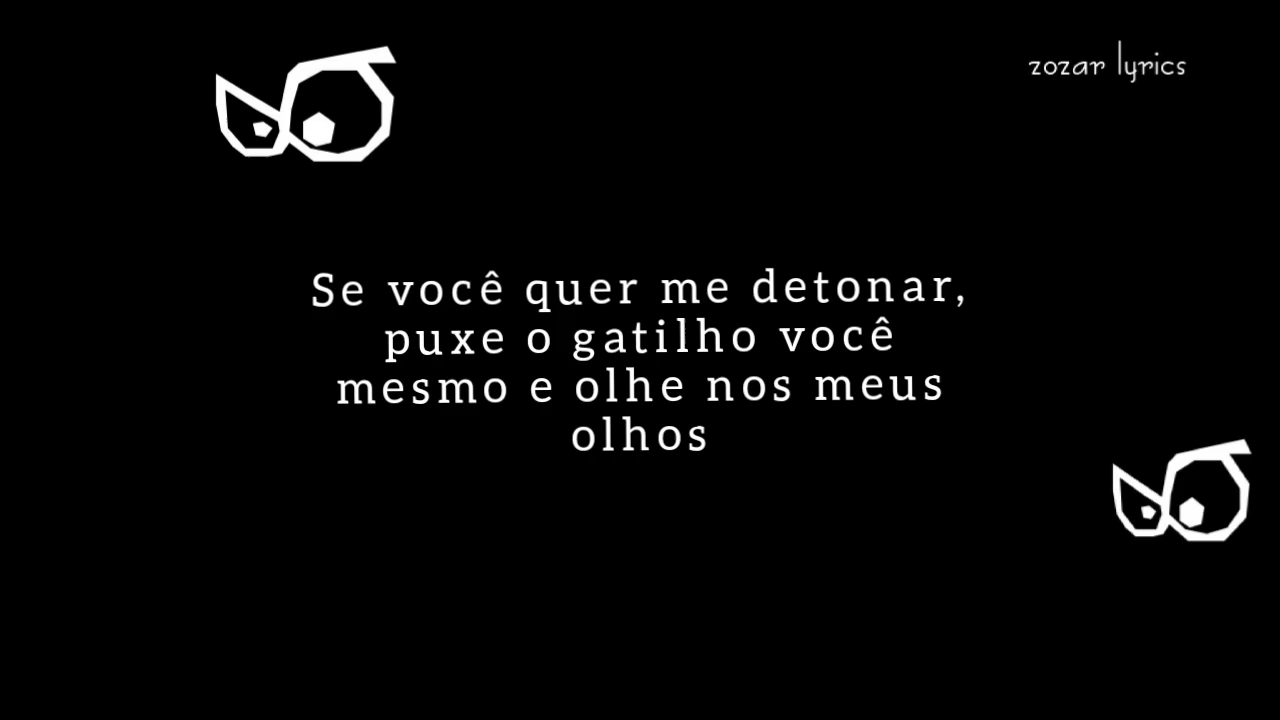 zozar lyrics
Se você quer me detonar,
puxe o gatilho você
mesmo e olhe nos meus
olhos